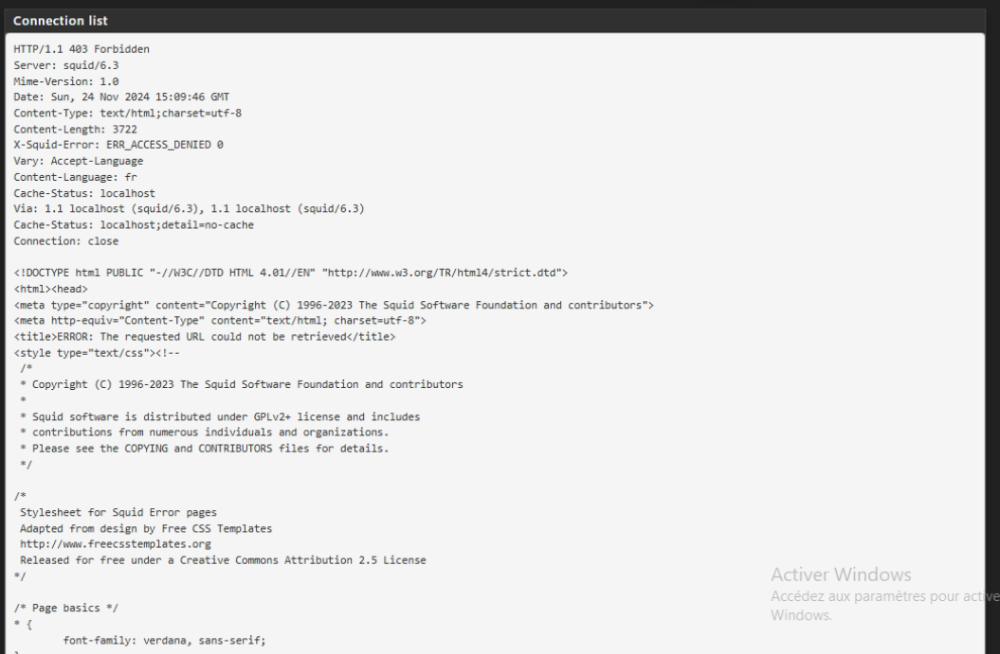 Connection list
HTTP/1.1 403 Forbidden
Server: squid/6.3
Mime-Version: 1.0
Date: Sun, 24 Nov 2024 15:09:46 GMT
Content-Type: text/html;charset=utf-8
Content-Length: 3722
X-Squid-Error: ERR_ACCESS_DENIED 0
Vary: Accept-Language
Content-Language: fr
Cache-Status: localhost
Via: 1.1 localhost (squid/6.3), 1.1 localhost (squid/6.3)
Cache-Status: localhost;detail=no-cache
Connection: close
<!DOCTYPE html PUBLIC "-//W3C//DTD HTML 4.01//EN" "http://www.w3.org/TR/html4/strict.dtd">
<html><head>
<meta type="copyright" content="Copyright (C) 1996-2023 The Squid Software Foundation and contributors">
<meta http-equiv="Content-Type" content="text/html; charset=utf-8">
<title>ERROR: The requested URL could not be retrieved</title>
<style type="text/css"><!--
/*
* Copyright (C) 1996-2023 The Squid Software Foundation and contributors
*
* Squid software is distributed under GPLv2+ license and includes
* contributions from numerous individuals and organizations.
* Please see the COPYING and CONTRIBUTORS files for details.
*/
/*
Stylesheet for Squid Error pages
Adapted from design by Free CSS Templates
http://www.freecsstemplates.org
Released for free under a Creative Commons Attribution 2.5 License
*/
/* Page basics */
* {
font-family: verdana, sans-serif;
Activer Windows
Accédez aux paramètres pour active
Windows.